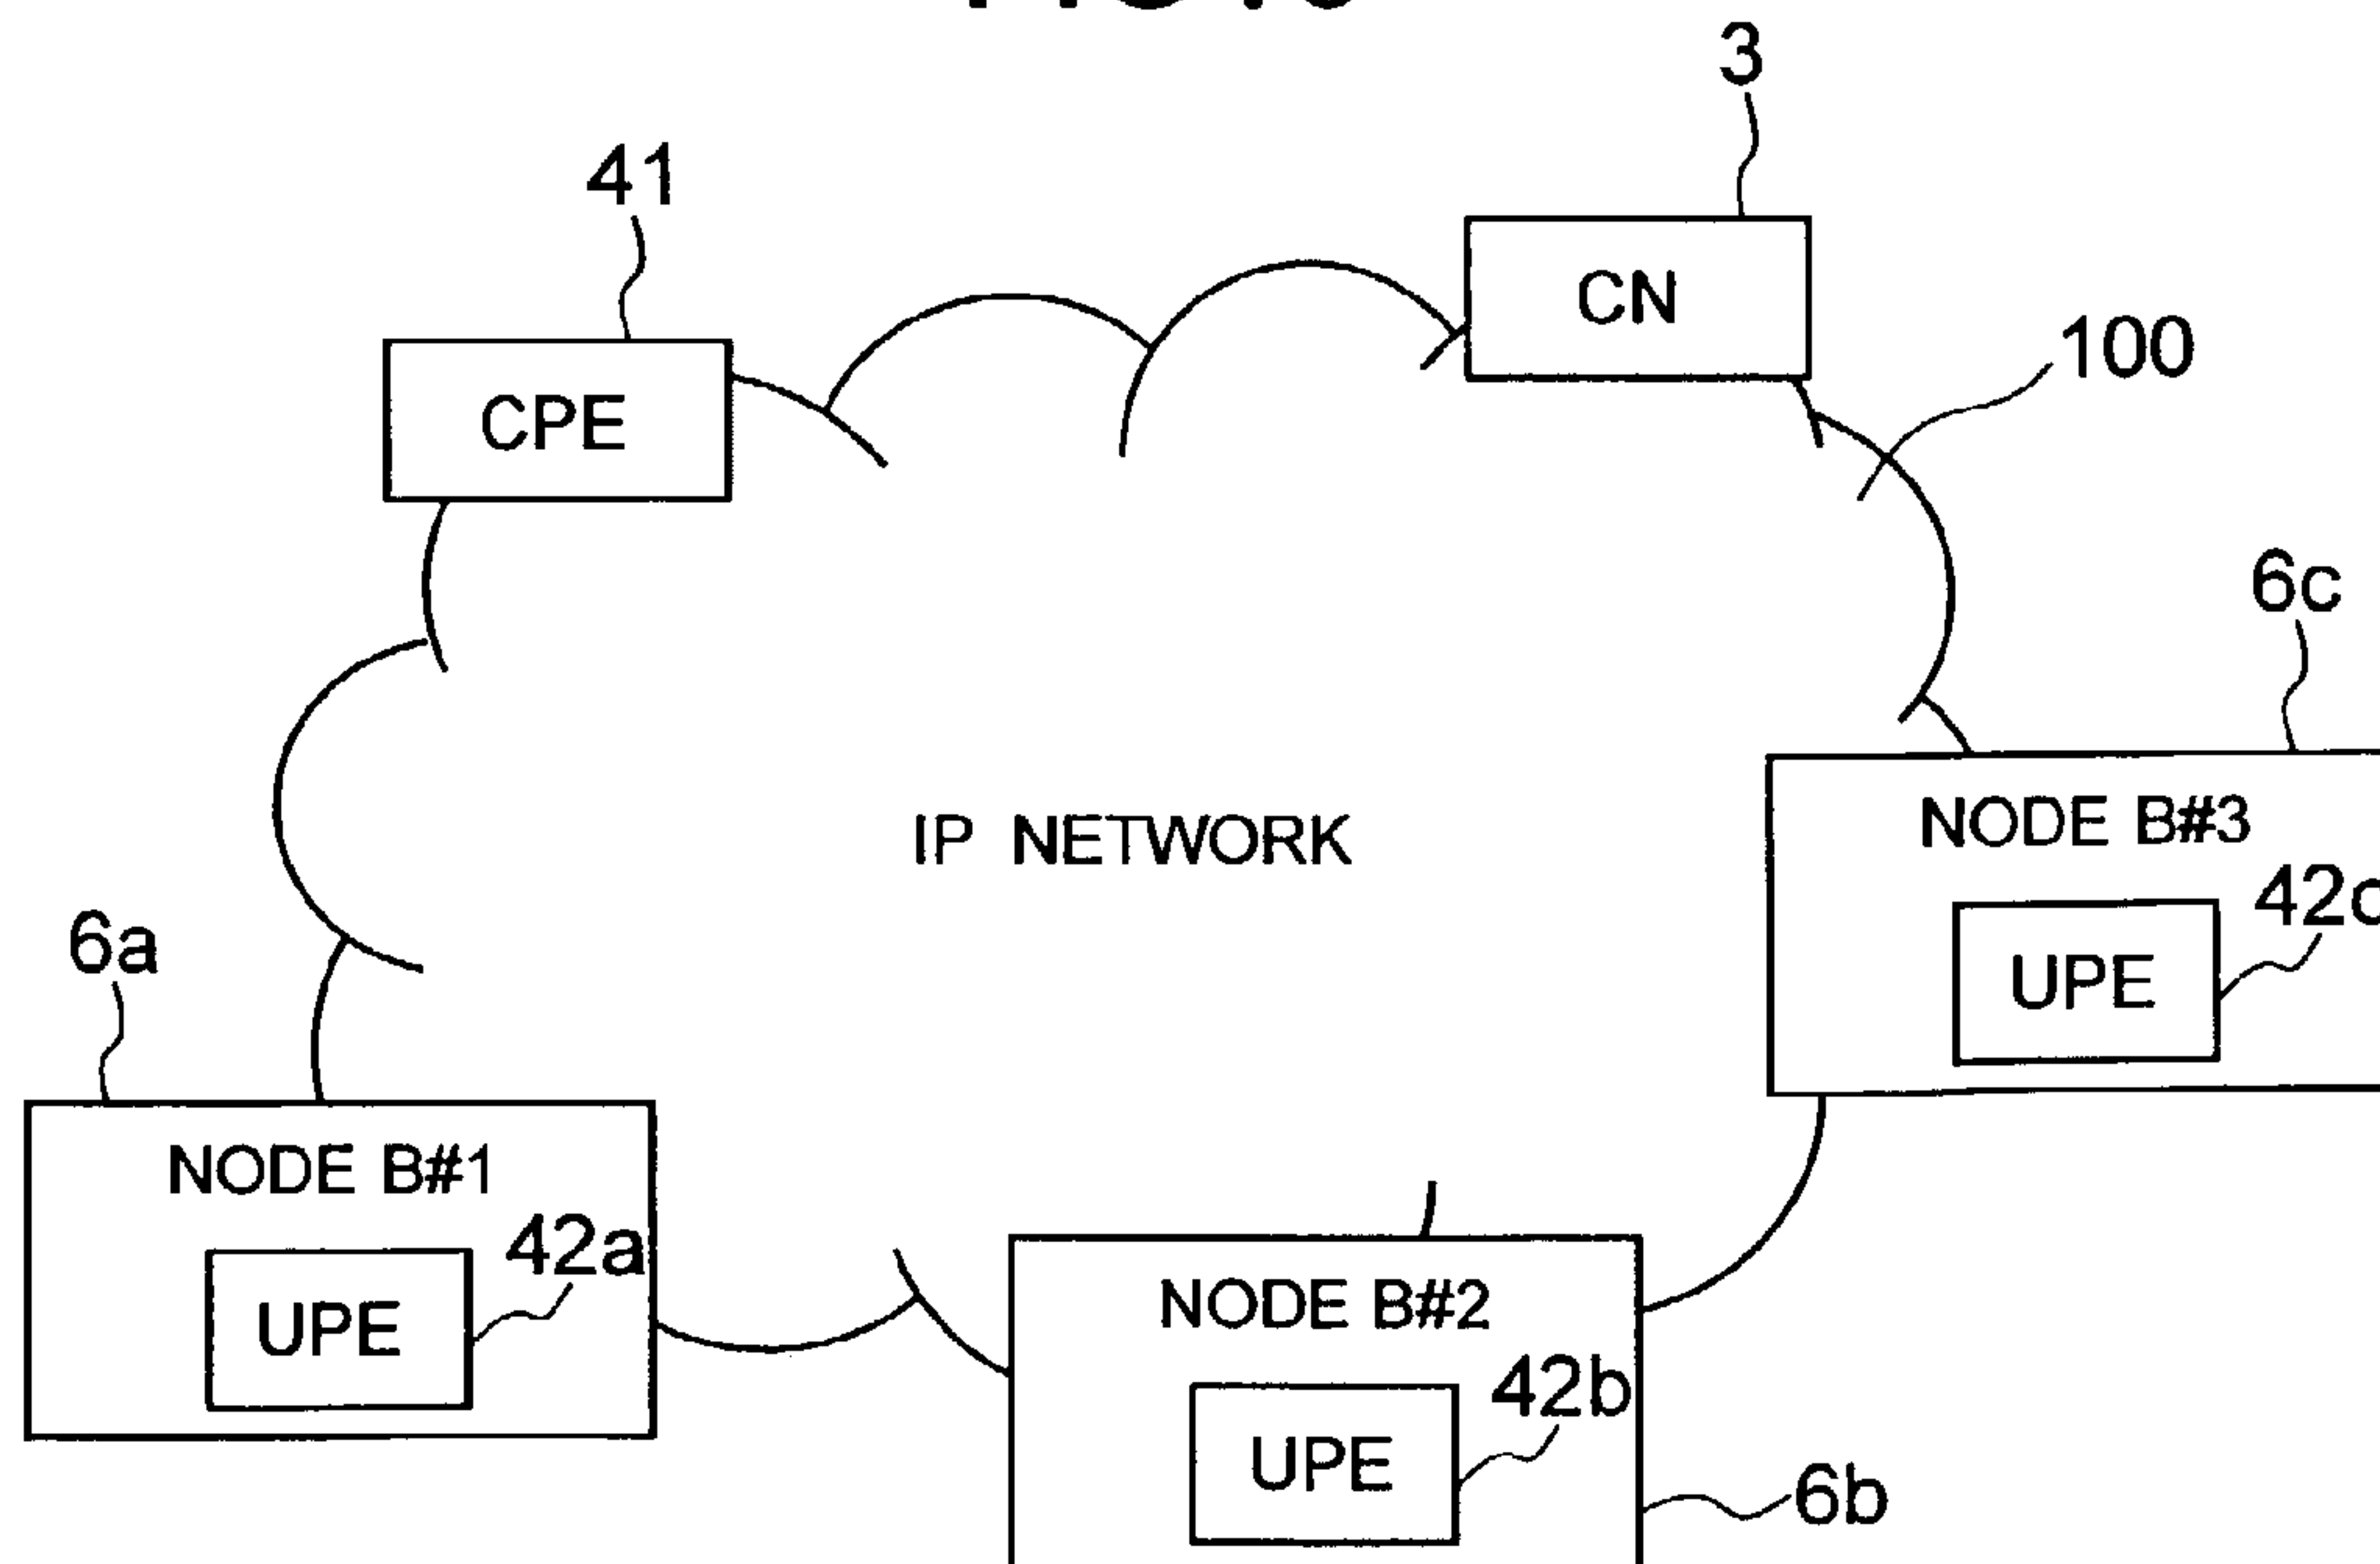 3
41
CN
100
CPE
6c
NODE B#3
IP NETWORK
42c
6a
UPE
NODE B#1
42a
NODE B#2
UPE
42b
UPE
6b